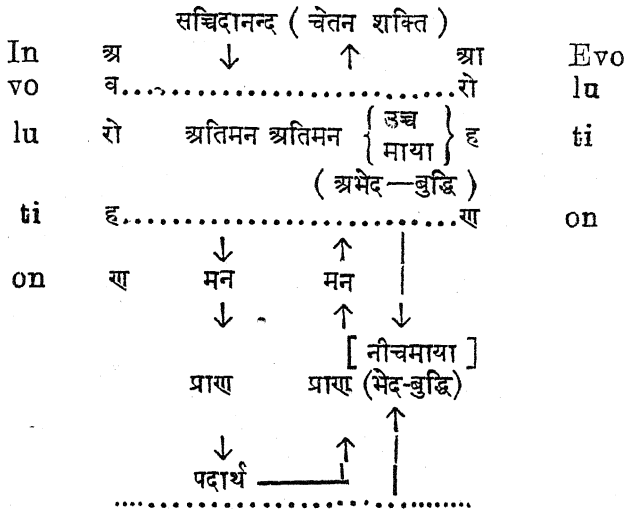 सच्चिदानन्द ( चेतन शक्ति )
In अ ↓ ↑ आ Evo
vo व............................रो lu
lu रो अतिमन अतिमन { उच्च माया } ह ti
( अभेद—बुद्धि )
ti ह............................ण on
↓ ↑
on ण मन मन
↓ ↑ ↓
[ नीचमाया ]
प्राण प्राण (भेद-बुद्धि)
↓ ↑ ↑
पदार्थ